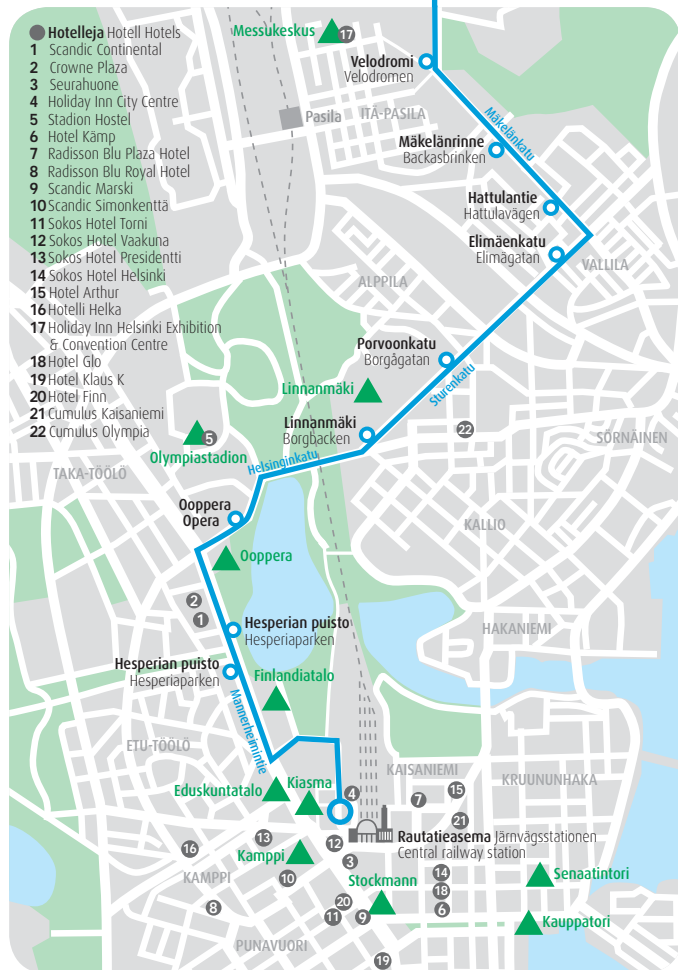 Hotelleja Hotell Hotels
1 Scandic Continental
2 Crowne Plaza
3 Seurahuone
4 Holiday Inn City Centre
5 Stadion Hostel
6 Hotel Kämp
7 Radisson Blu Plaza Hotel
8 Radisson Blu Royal Hotel
9 Scandic Marski
10 Scandic Simonkenttä
11 Sokos Hotel Torni
12 Sokos Hotel Vaakuna
13 Sokos Hotel Presidentti
14 Sokos Hotel Helsinki
15 Hotel Arthur
16 Hotelli Helka
17 Holiday Inn Helsinki Exhibition
& Convention Centre
18 Hotel Glo
19 Hotel Klaus K
20 Hotel Finn
21 Cumulus Kaisaniemi
22 Cumulus Olympia
Messukeskus
17
Velodromi
Velodromen
Pasila
ITÄ-PASILA
Mäkelänkatu
Mäkelänrinne
Backasbrinken
Hattulantie
Hattulavägen
Elimäenkatu
Elimägatan
VALLILA
ALPPILA
Porvoonkatu
Borgågatan
Sturenkatu
Linnanmäki
Linnanmäki
Borgbacken
22
SÖRNÄINEN
5
Olympiastadion
Helsinginkatu
TAKA-TÖÖLÖ
Ooppera
Opera
KALLIO
Ooppera
2
1
Hesperian puisto
Hesperiaparken
HAKANIEMI
Hesperian puisto
Hesperiaparken
Finlandiatalo
Mannerheimintie
ETU-TÖÖLÖ
KAISANIEMI
KRUUNUNHAKA
Eduskuntatalo
Kiasma
4
7
15
21
Rautatieasema Järnvägsstationen
Central railway station
13
12
16
Kamppi
3
KAMPPI
10
Stockmann
14
18
Senaatintori
8
20
11
9
6
Kauppatori
PUNAVUORI
19